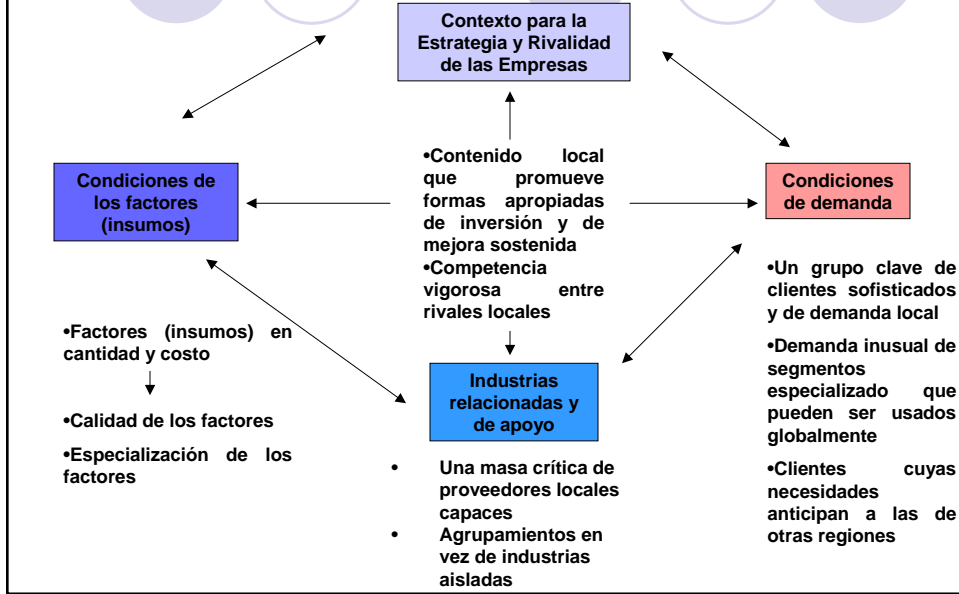 Contexto para la
Estrategia y Rivalidad
de las Empresas
Condiciones de
los factores
(insumos)
•Contenido local
que promueve
formas apropiadas
de inversión y de
mejora sostenida
•Competencia
vigorosa entre
rivales locales
Condiciones
de demanda
•Factores (insumos) en
cantidad y costo
•Calidad de los factores
•Especialización de los
factores
Industrias
relacionadas y
de apoyo
• Una masa crítica de
proveedores locales
capaces
• Agrupamientos en
vez de industrias
aisladas
•Un grupo clave de
clientes sofisticados
y de demanda local
•Demanda inusual de
segmentos
especializado que
pueden ser usados
globalmente
•Clientes cuyas
necesidades
anticipan a las de
otras regiones